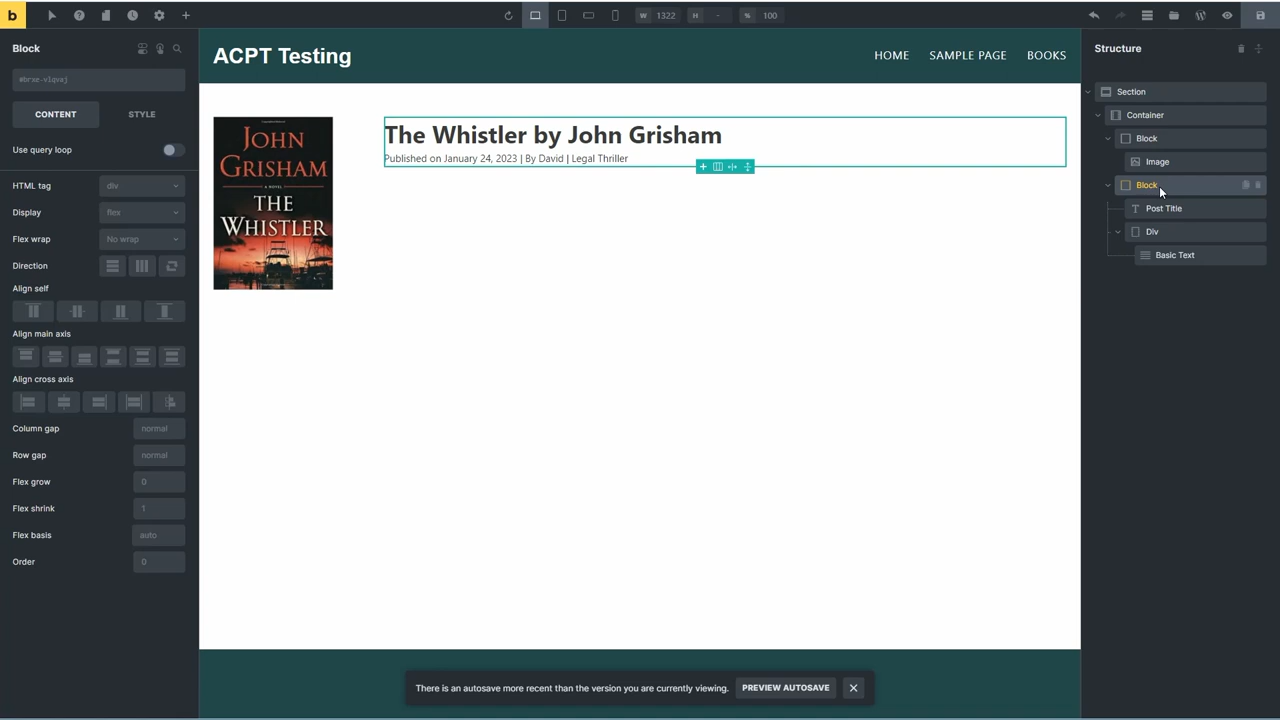 b
W 1322 H - % 100
Block
#brxe-vlqvaj
CONTENT STYLE
Use query loop
HTML tag div
Display flex
Flex wrap No wrap
Direction
Align self
Align main axis
Align cross axis
Column gap normal
Row gap normal
Flex grow 0
Flex shrink 1
Flex basis auto
Order 0
ACPT Testing
HOME SAMPLE PAGE BOOKS
JOHN
GRISHAM
A NOVEL
THE
WHISTLER
The Whistler by John Grisham
Published on January 24, 2023 | By David | Legal Thriller
There is an autosave more recent than the version you are currently viewing. PREVIEW AUTOSAVE
Structure
Section
Container
Block
Image
Block
Post Title
Div
Basic Text